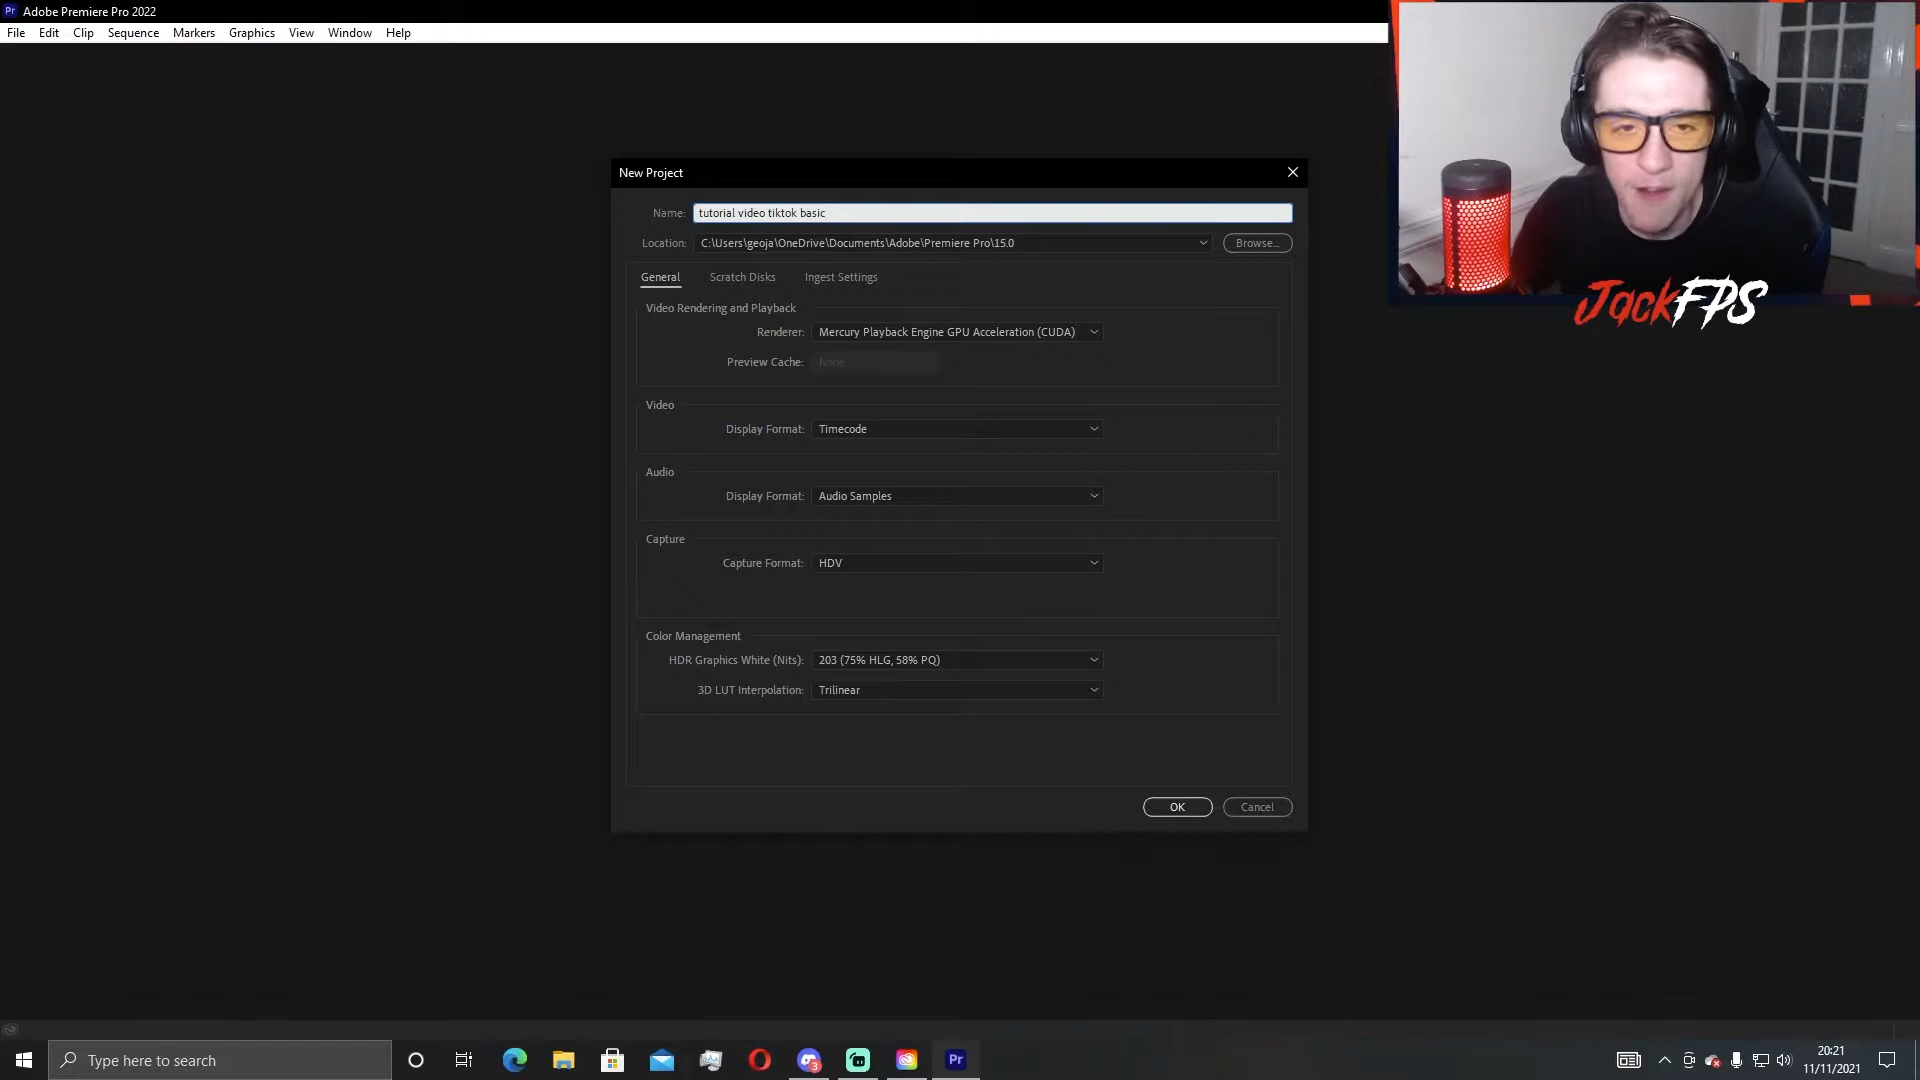 Pr Adobe Premiere Pro 2022
File Edit Clip Sequence Markers Graphics View Window Help
New Project
Name: tutorial video tiktok basic
Location: C:\Users\geoja\OneDrive\Documents\Adobe\Premiere Pro\15.0 Browse...
General Scratch Disks Ingest Settings
Video Rendering and Playback
Renderer: Mercury Playback Engine GPU Acceleration (CUDA)
Preview Cache: None
Video
Display Format: Timecode
Audio
Display Format: Audio Samples
Capture
Capture Format: HDV
Color Management
HDR Graphics White (Nits): 203 (75% HLG, 58% PQ)
3D LUT Interpolation: Trilinear
OK Cancel
JackFPS
Type here to search
3
Pr
20:21
11/11/2021